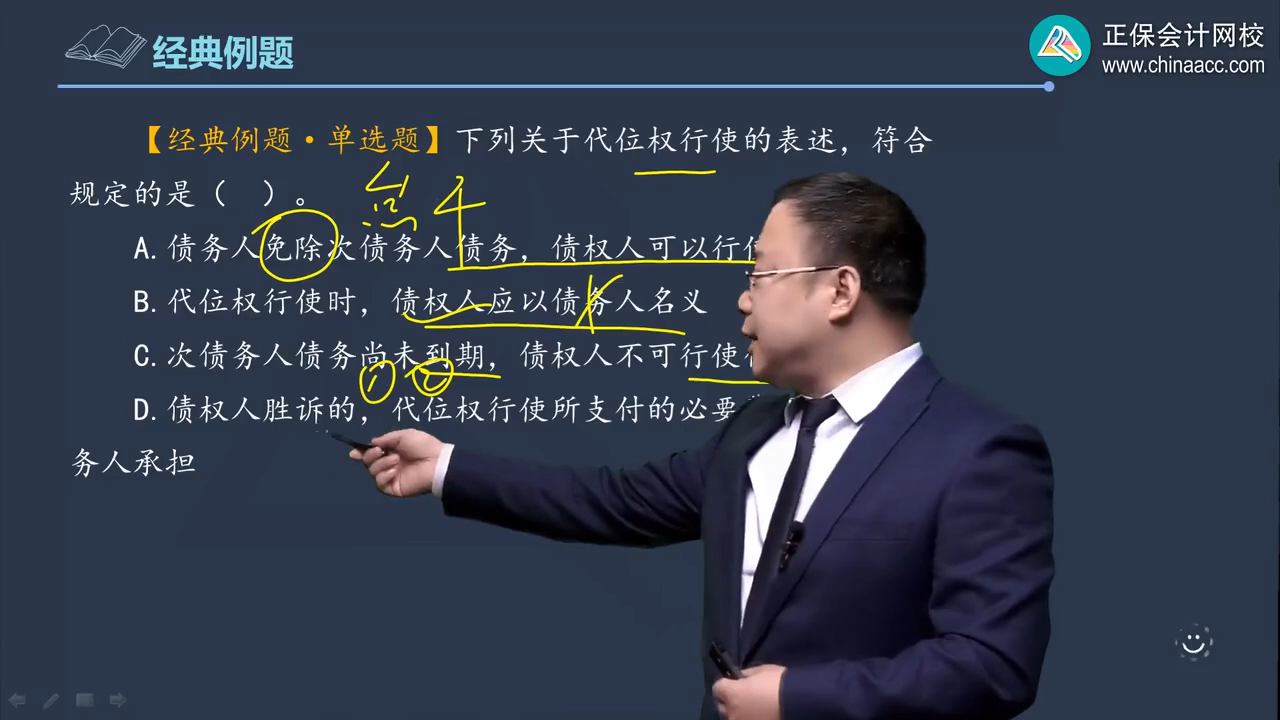 经典例题
正保会计网校
www.chinaacc.com
【经典例题·单选题】下列关于代位权行使的表述，符合
规定的是（ ）。
A.债务人免除次债务人债务，债权人可以行
B.代位权行使时，债权人应以债务人名义
C.次债务人债务尚未到期，债权人不可行使
D.债权人胜诉的，代位权行使所支付的必要
务人承担
① ②